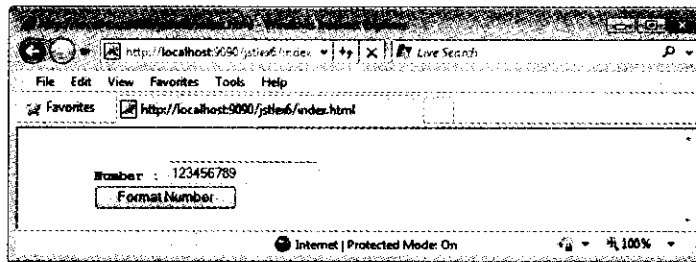 http://localhost:9090/jstlex6/index
Live Search
File Edit View Favorites Tools Help
Favorites http://localhost:9090/jstlex6/index.html
Number : 123456789
Format Number
Internet | Protected Mode: On 100%